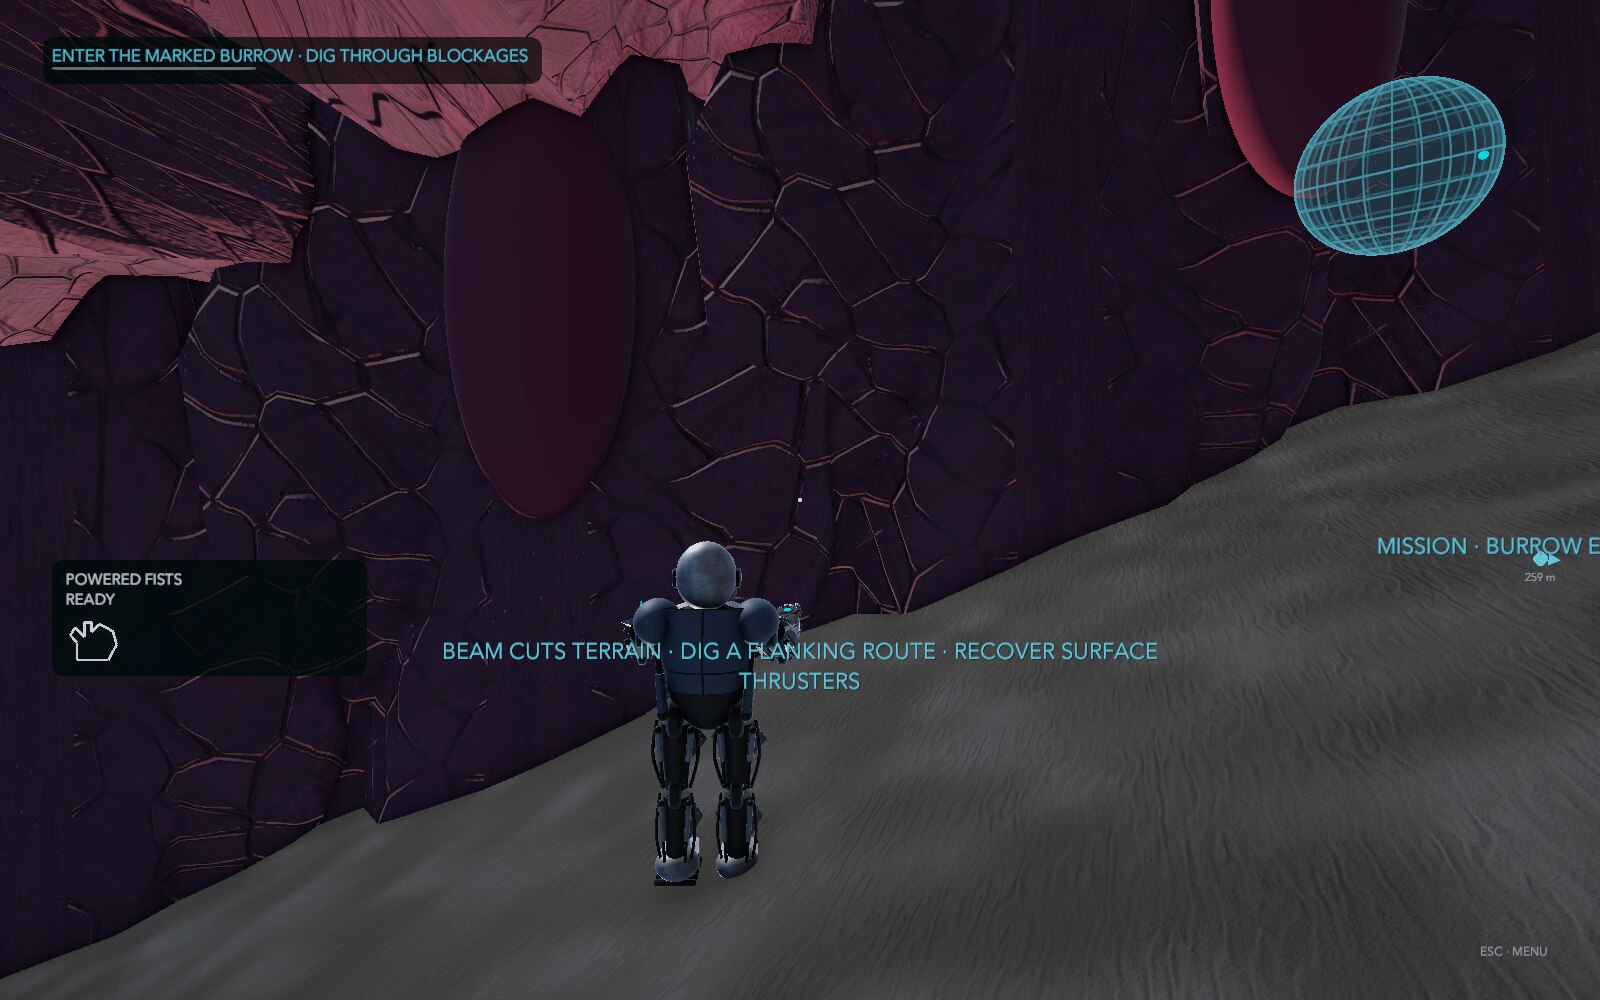 ENTER THE MARKED BURROW · DIG THROUGH BLOCKAGES
MISSION · BURROW E
259 m
POWERED FISTS
READY
BEAM CUTS TERRAIN · DIG A FLANKING ROUTE · RECOVER SURFACE
THRUSTERS
ESC · MENU